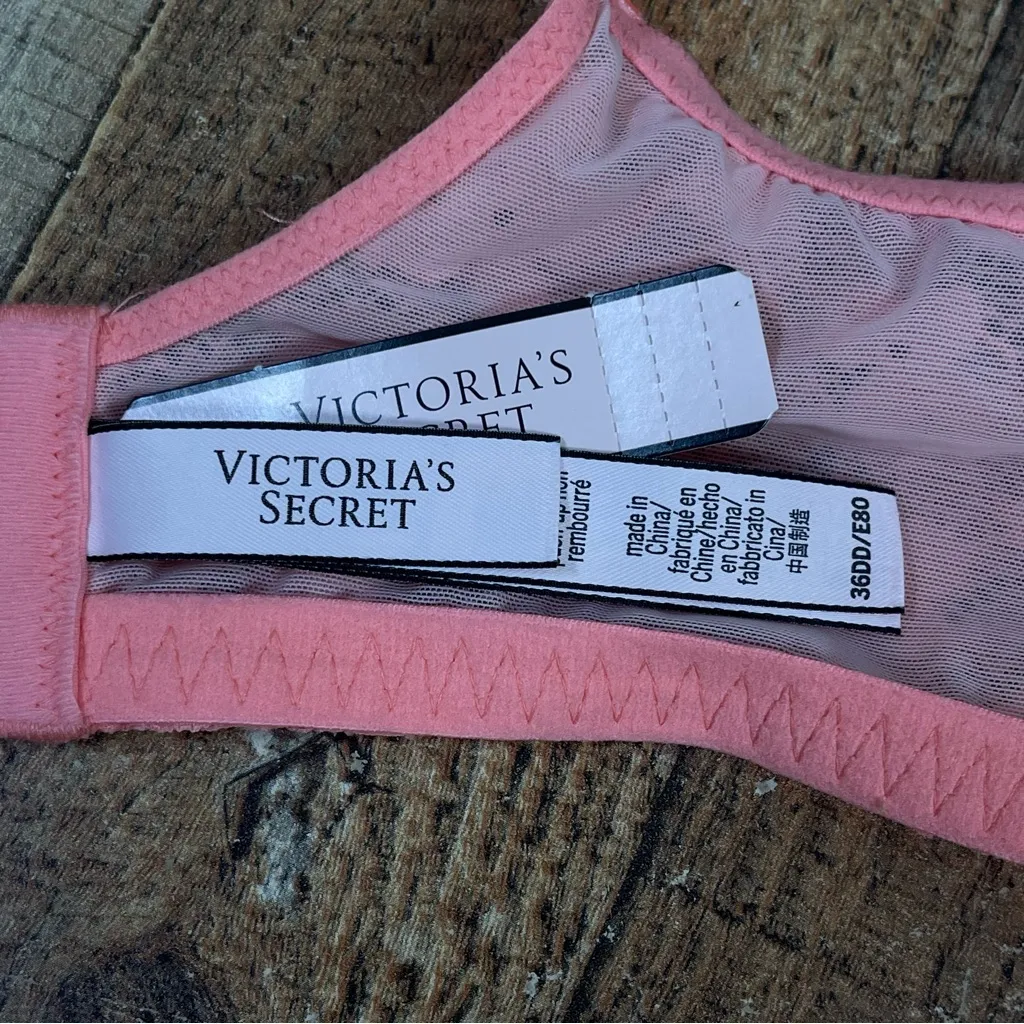 VICTORIA'S
VICTORIA'S
SECRET
rembourré
made in
China/
fabriqué en
Chine/hecho
en China/
fabbricato in
Cina/
中国制造
36DD/E80